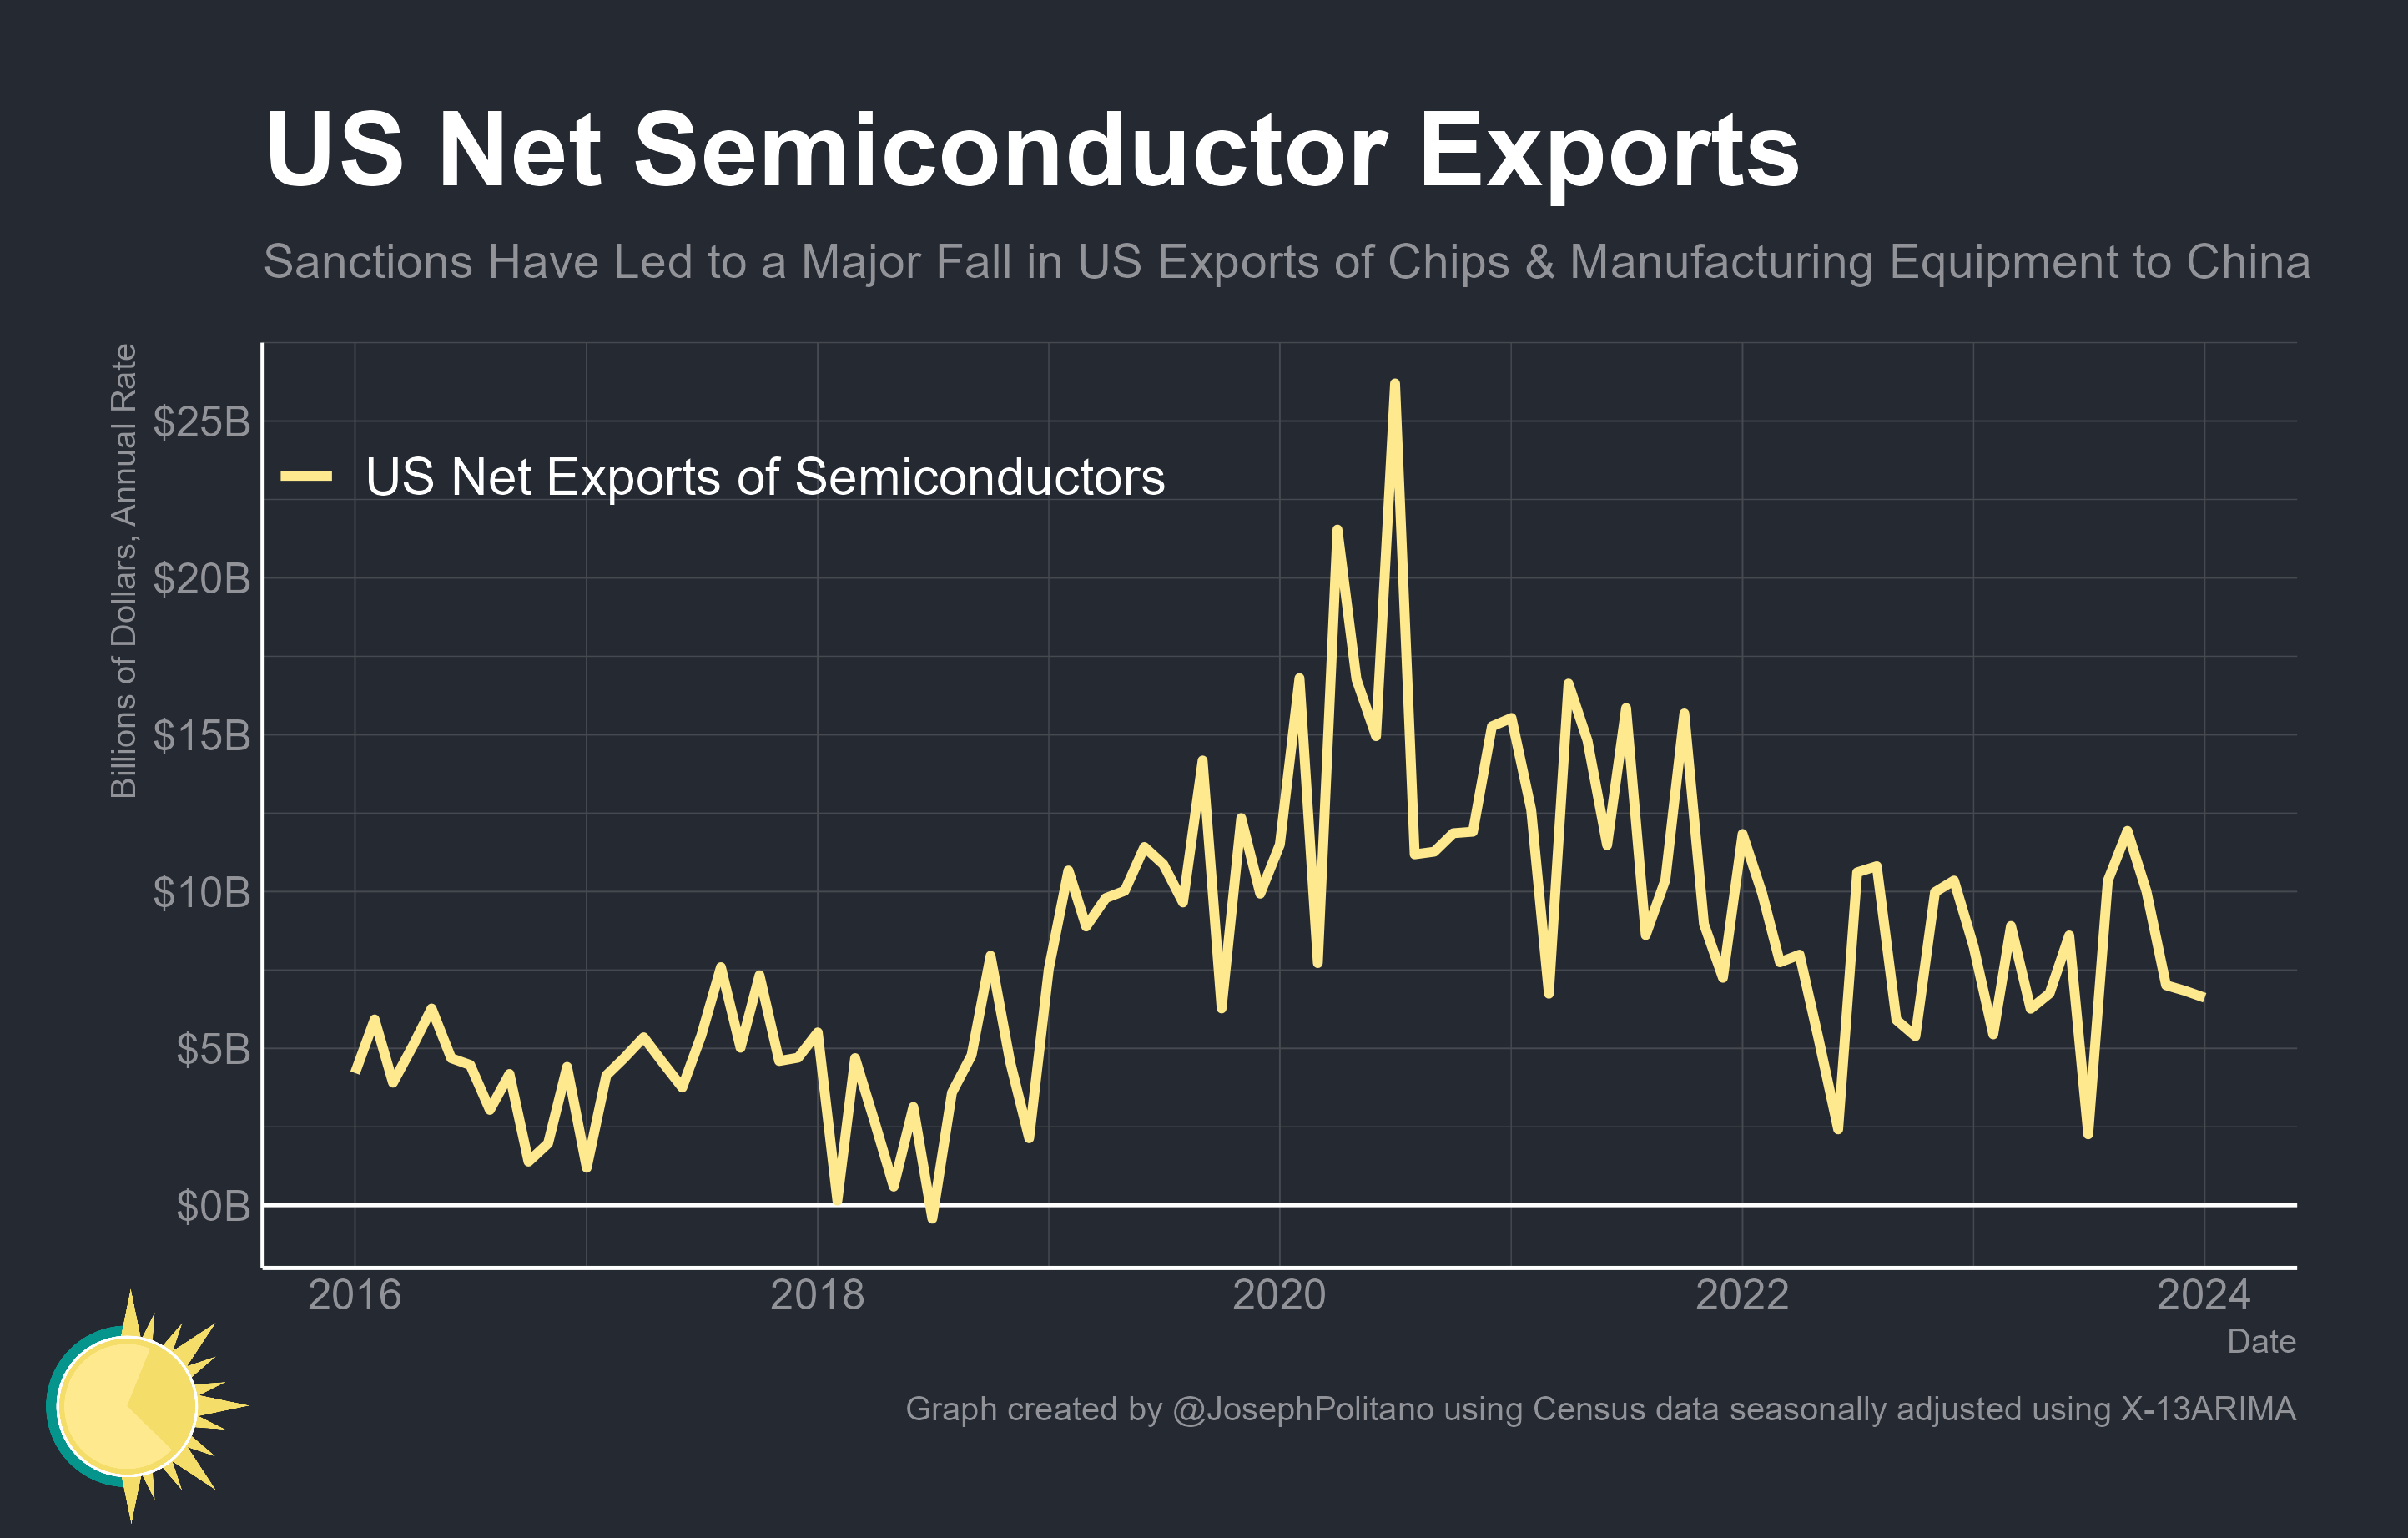 US Net Semiconductor Exports
Sanctions Have Led to a Major Fall in US Exports of Chips & Manufacturing Equipment to China
Billions of Dollars, Annual Rate
$25B
US Net Exports of Semiconductors
$20B
$15B
$10B
$5B
$0B
2016 2018 2020 2022 2024
Date
Graph created by @JosephPolitano using Census data seasonally adjusted using X-13ARIMA